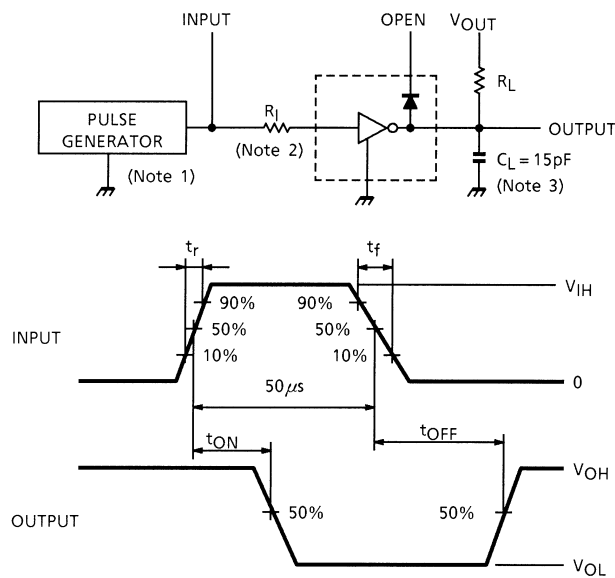 INPUT
OPEN
VOUT
RL
PULSE
GENERATOR
(Note 1)
RI
(Note 2)
OUTPUT
CL = 15pF
(Note 3)
tr
tf
VIH
90%
90%
INPUT
50%
50%
10%
10%
0
50μs
tON
tOFF
VOH
OUTPUT
50%
50%
VOL